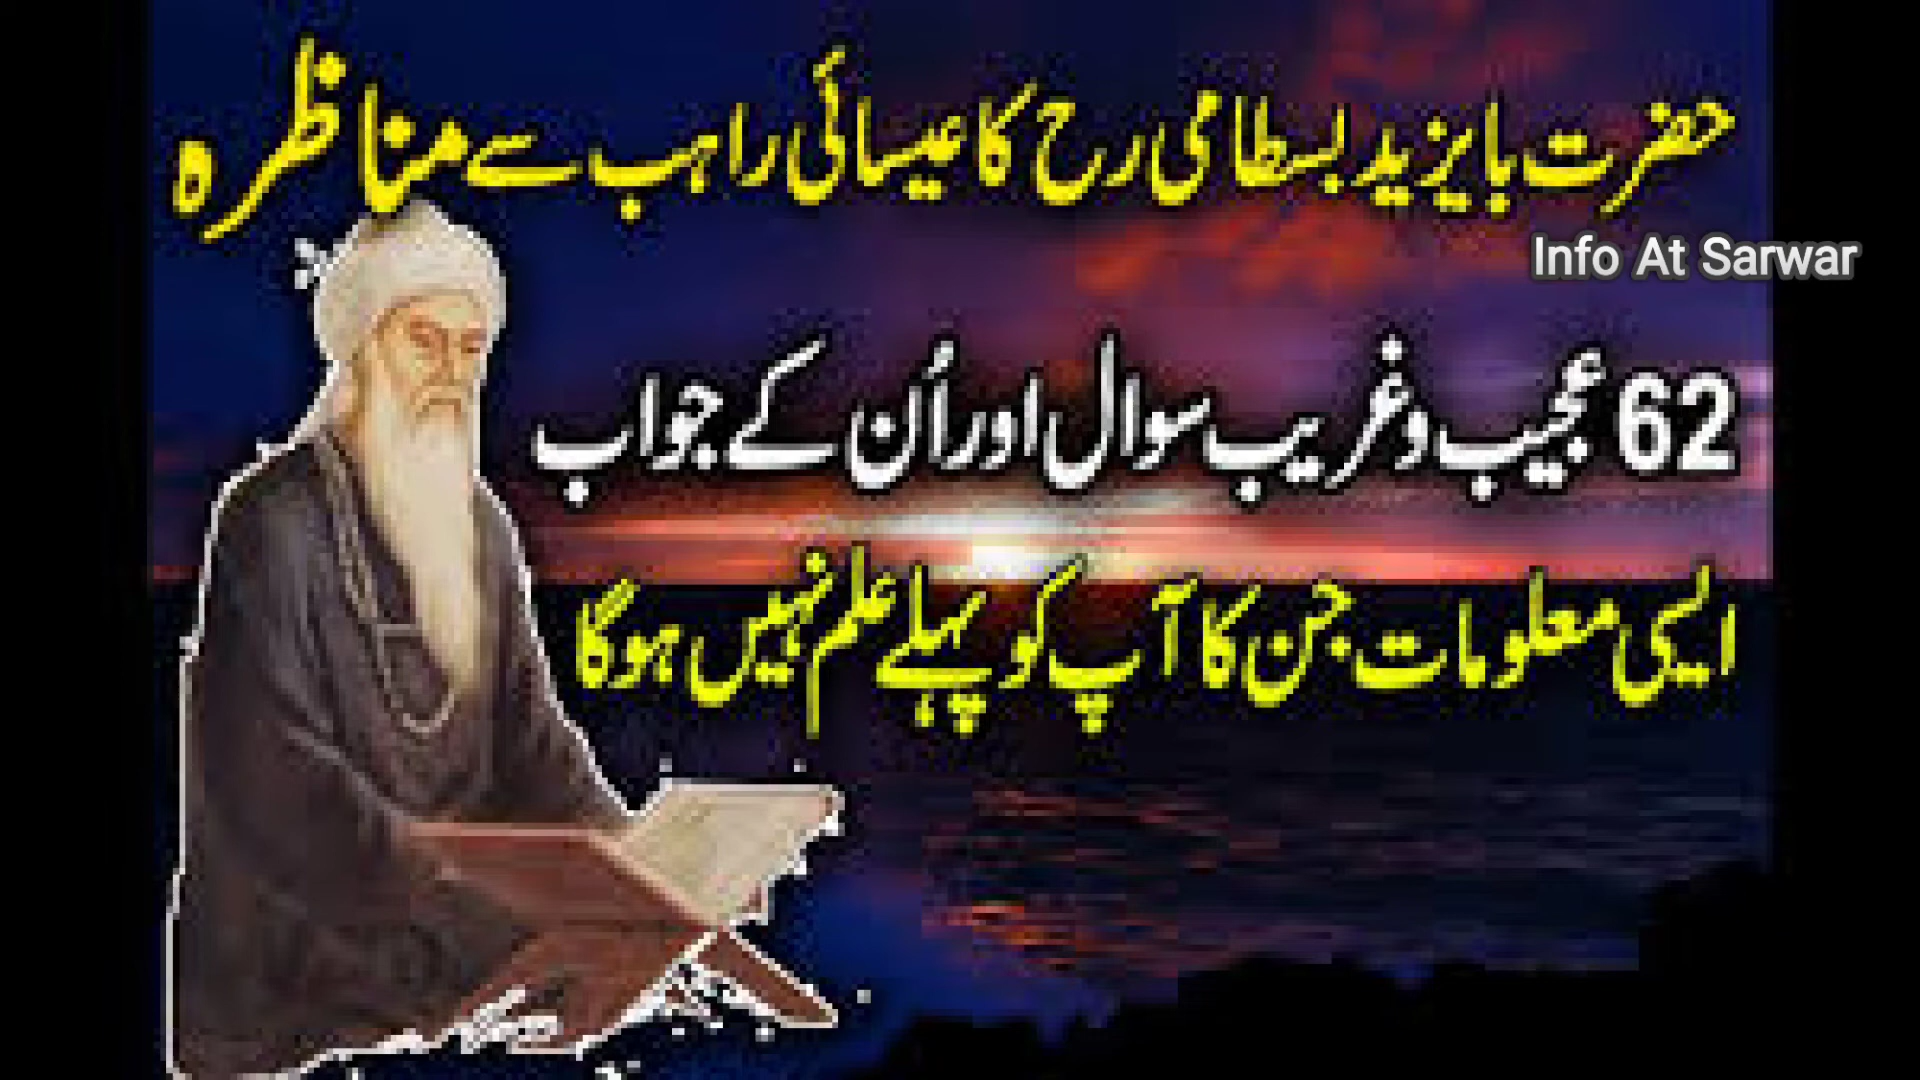 حضرت بایزید بسطامی رح کا عیسائی راہب سے مناظرہ
Info At Sarwar
62 عجیب و غریب سوال اور اُن کے جواب
ایسی معلومات جن کا آپ کو پہلے علم نہیں ہوگا